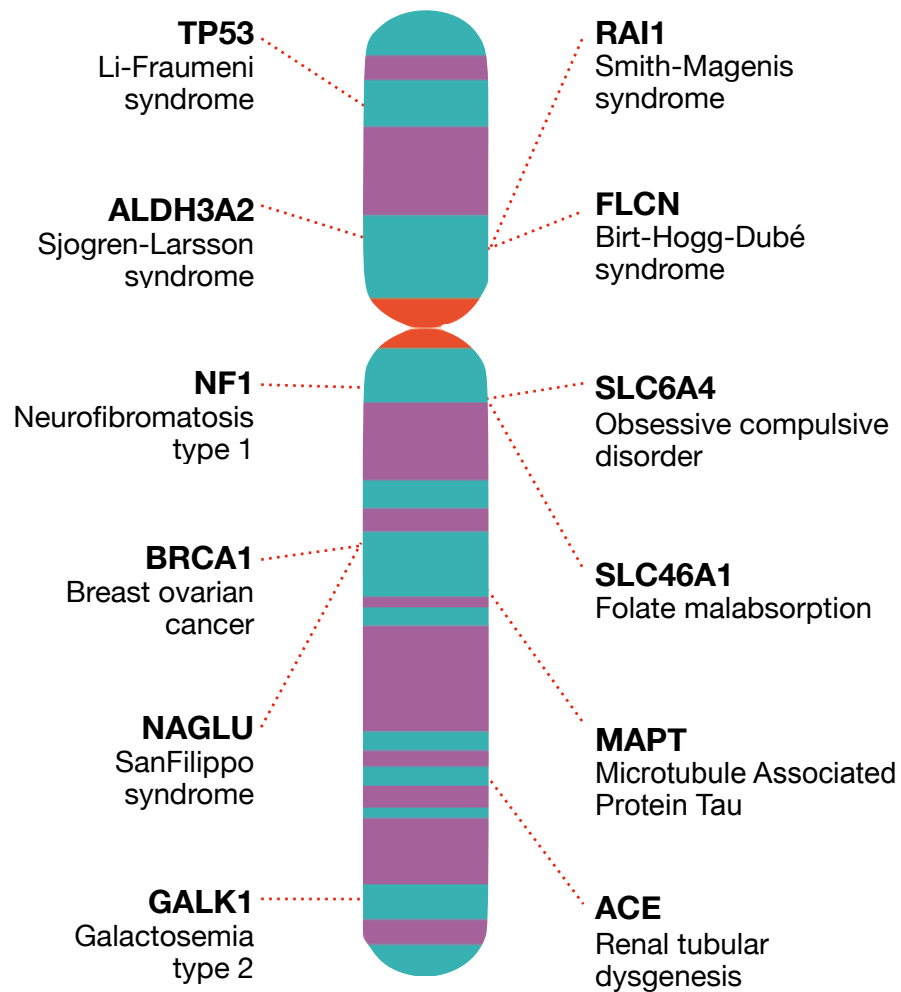 TP53
Li-Fraumeni
syndrome
ALDH3A2
Sjogren-Larsson
syndrome
NF1
Neurofibromatosis
type 1
BRCA1
Breast ovarian
cancer
NAGLU
SanFilippo
syndrome
GALK1
Galactosemia
type 2
RAI1
Smith-Magenis
syndrome
FLCN
Birt-Hogg-Dubé
syndrome
SLC6A4
Obsessive compulsive
disorder
SLC46A1
Folate malabsorption
MAPT
Microtubule Associated
Protein Tau
ACE
Renal tubular
dysgenesis